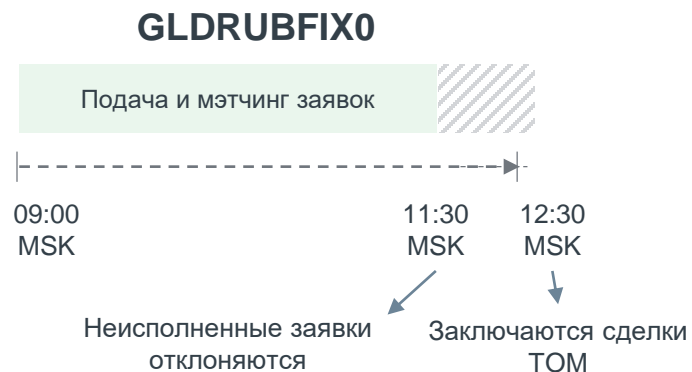 GLDRUBFIX0
Подача и мэтчинг заявок
09:00
MSK
11:30
MSK
12:30
MSK
Неисполненные заявки
отклоняются
Заключаются сделки
TOM